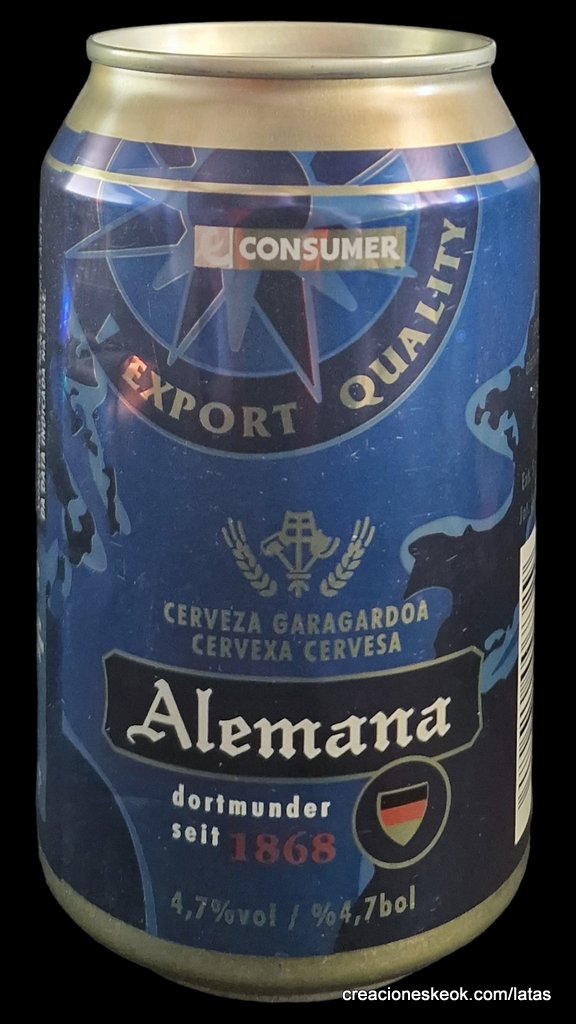 e CONSUMER
EXPORT QUALITY
CERVEZA GARAGARDOA
CERVEXA CERVESA
Alemana
dortmunder
seit 1868
4,7%vol / %4,7bol
creacioneskeok.com/latas